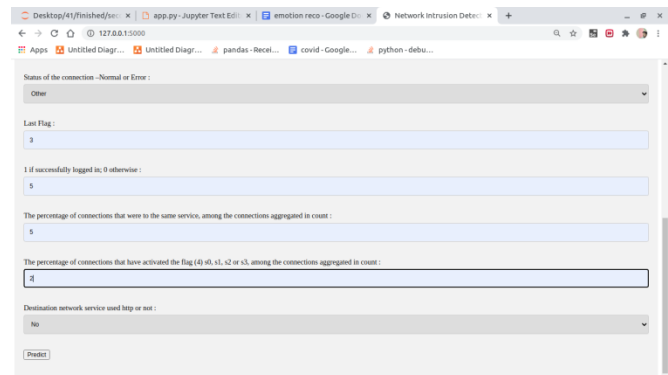 Desktop/41/finished/sec
app.py - Jupyter Text Edit
emotion reco - Google Do
Network Intrusion Detect
127.0.0.1:5000
Apps
Untitled Diagr...
Untitled Diagr...
pandas - Recei...
covid - Google...
python - debu...
Status of the connection –Normal or Error :
Other
Last Flag :
3
1 if successfully logged in; 0 otherwise :
5
The percentage of connections that were to the same service, among the connections aggregated in count :
5
The percentage of connections that have activated the flag (4) s0, s1, s2 or s3, among the connections aggregated in count :
2
Destination network service used http or not :
No
Predict